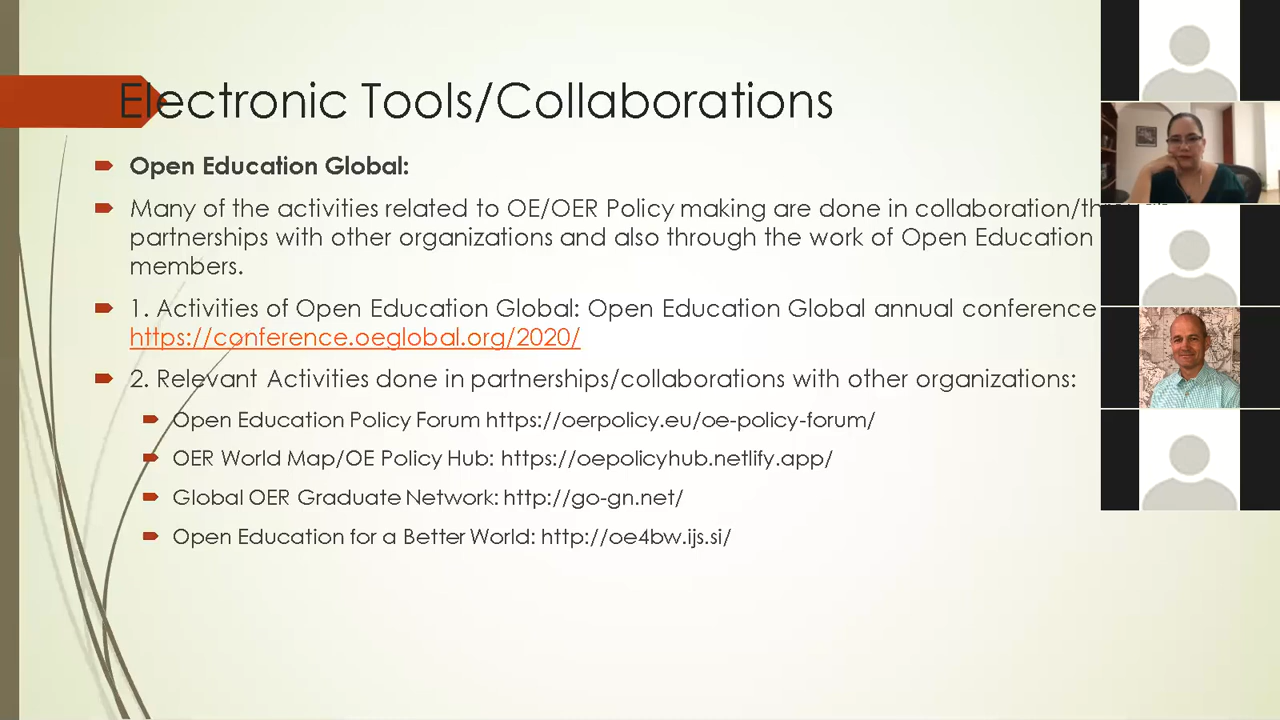 Electronic Tools/Collaborations
Open Education Global:
Many of the activities related to OE/OER Policy making are done in collaboration/
partnerships with other organizations and also through the work of Open Education
members.
1. Activities of Open Education Global: Open Education Global annual conference
https://conference.oeglobal.org/2020/
2. Relevant Activities done in partnerships/collaborations with other organizations:
Open Education Policy Forum https://oerpolicy.eu/oe-policy-forum/
OER World Map/OE Policy Hub: https://oepolicyhub.netlify.app/
Global OER Graduate Network: http://go-gn.net/
Open Education for a Better World: http://oe4bw.ijs.si/